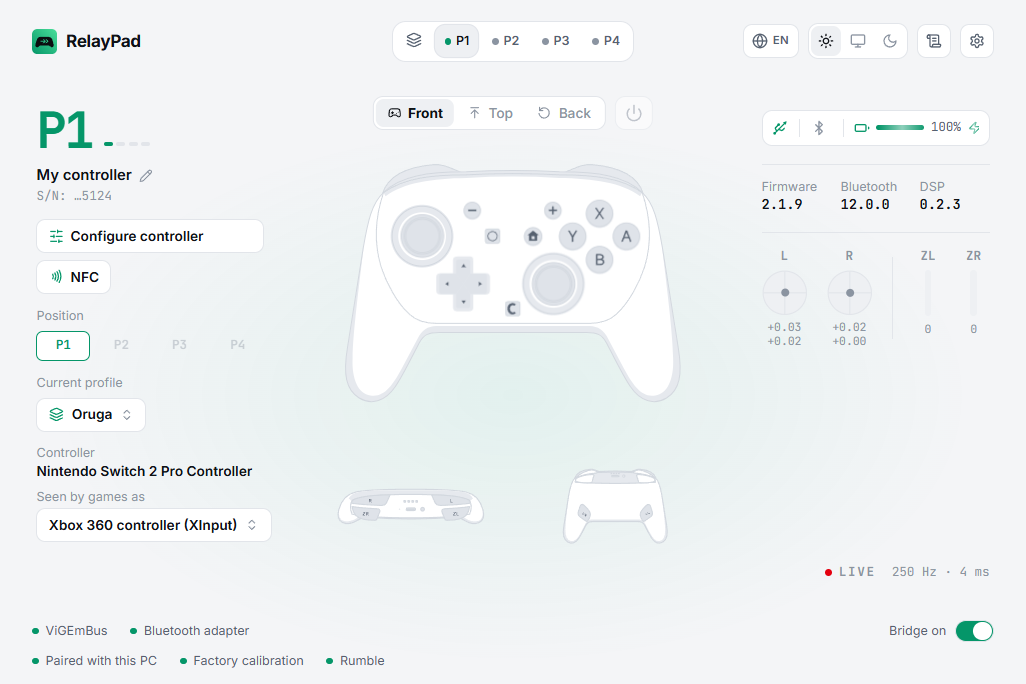 RelayPad
P1 P2 P3 P4
EN
Front Top Back
P1
100%
My controller
S/N: …5124
Firmware Bluetooth DSP
2.1.9 12.0.0 0.2.3
Configure controller
NFC
L R ZL ZR
+0.03 +0.02 0 0
+0.02 +0.00
Position
P1 P2 P3 P4
Current profile
Oruga
Controller
Nintendo Switch 2 Pro Controller
Seen by games as
Xbox 360 controller (XInput)
X
Y A
B
C
R L
ZR ZL
LIVE 250 Hz · 4 ms
ViGEmBus Bluetooth adapter
Bridge on
Paired with this PC Factory calibration Rumble